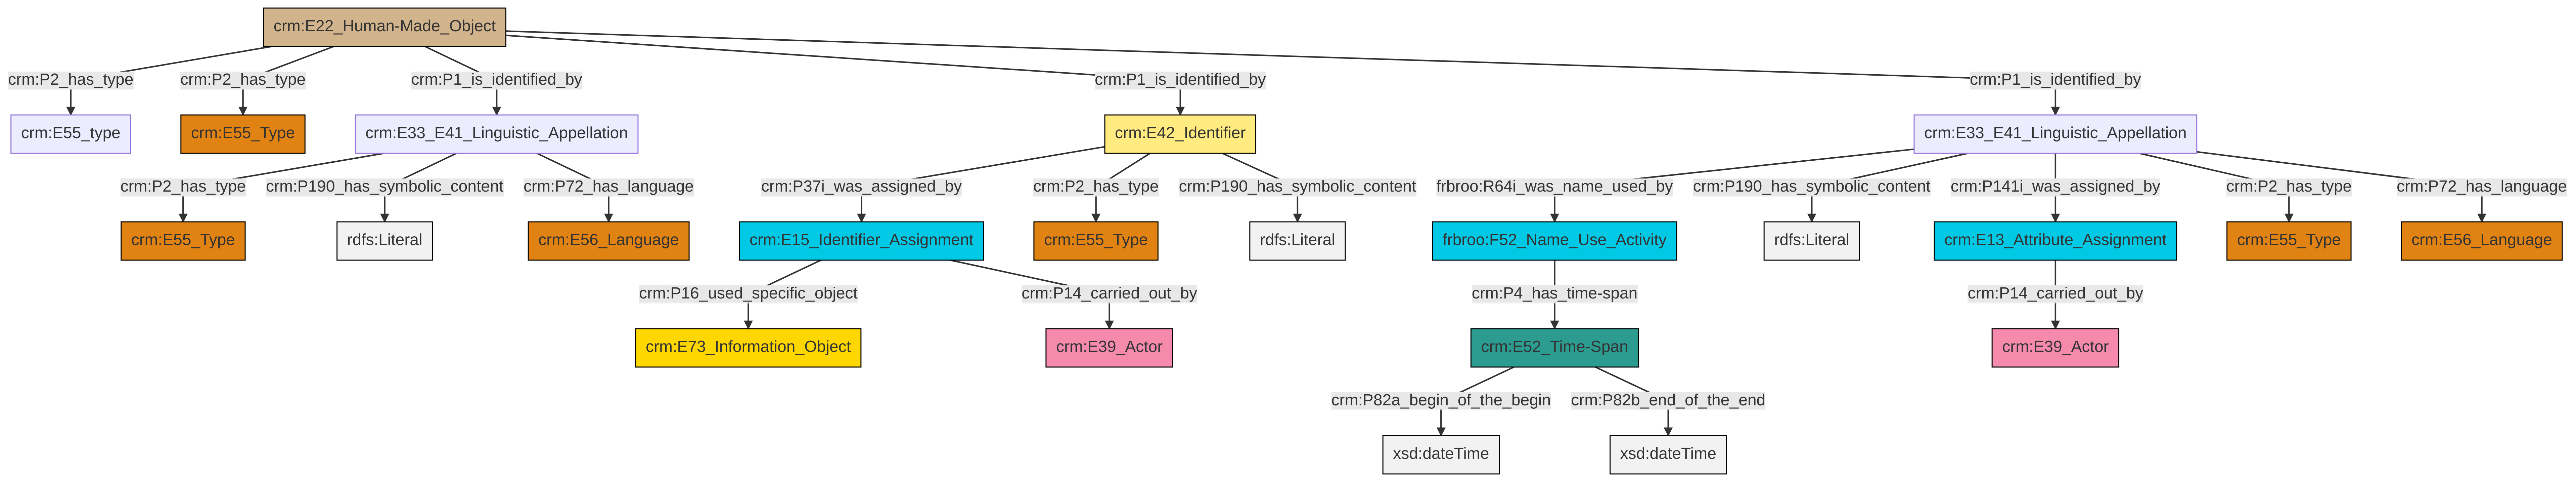 crm:E22_Human-Made_Object
crm:P2_has_type
crm:P2_has_type
crm:P1_is_identified_by
crm:P1_is_identified_by
crm:P1_is_identified_by
crm:E55_type
crm:E55_Type
crm:E33_E41_Linguistic_Appellation
crm:E42_Identifier
crm:E33_E41_Linguistic_Appellation
crm:P2_has_type
crm:P190_has_symbolic_content
crm:P72_has_language
crm:P37i_was_assigned_by
crm:P2_has_type
crm:P190_has_symbolic_content
frbroo:R64i_was_name_used_by
crm:P190_has_symbolic_content
crm:P141i_was_assigned_by
crm:P2_has_type
crm:P72_has_language
crm:E55_Type
rdfs:Literal
crm:E56_Language
crm:E15_Identifier_Assignment
crm:E55_Type
rdfs:Literal
frbroo:F52_Name_Use_Activity
rdfs:Literal
crm:E13_Attribute_Assignment
crm:E55_Type
crm:E56_Language
crm:P16_used_specific_object
crm:P14_carried_out_by
crm:P4_has_time-span
crm:P14_carried_out_by
crm:E73_Information_Object
crm:E39_Actor
crm:E52_Time-Span
crm:E39_Actor
crm:P82a_begin_of_the_begin
crm:P82b_end_of_the_end
xsd:dateTime
xsd:dateTime